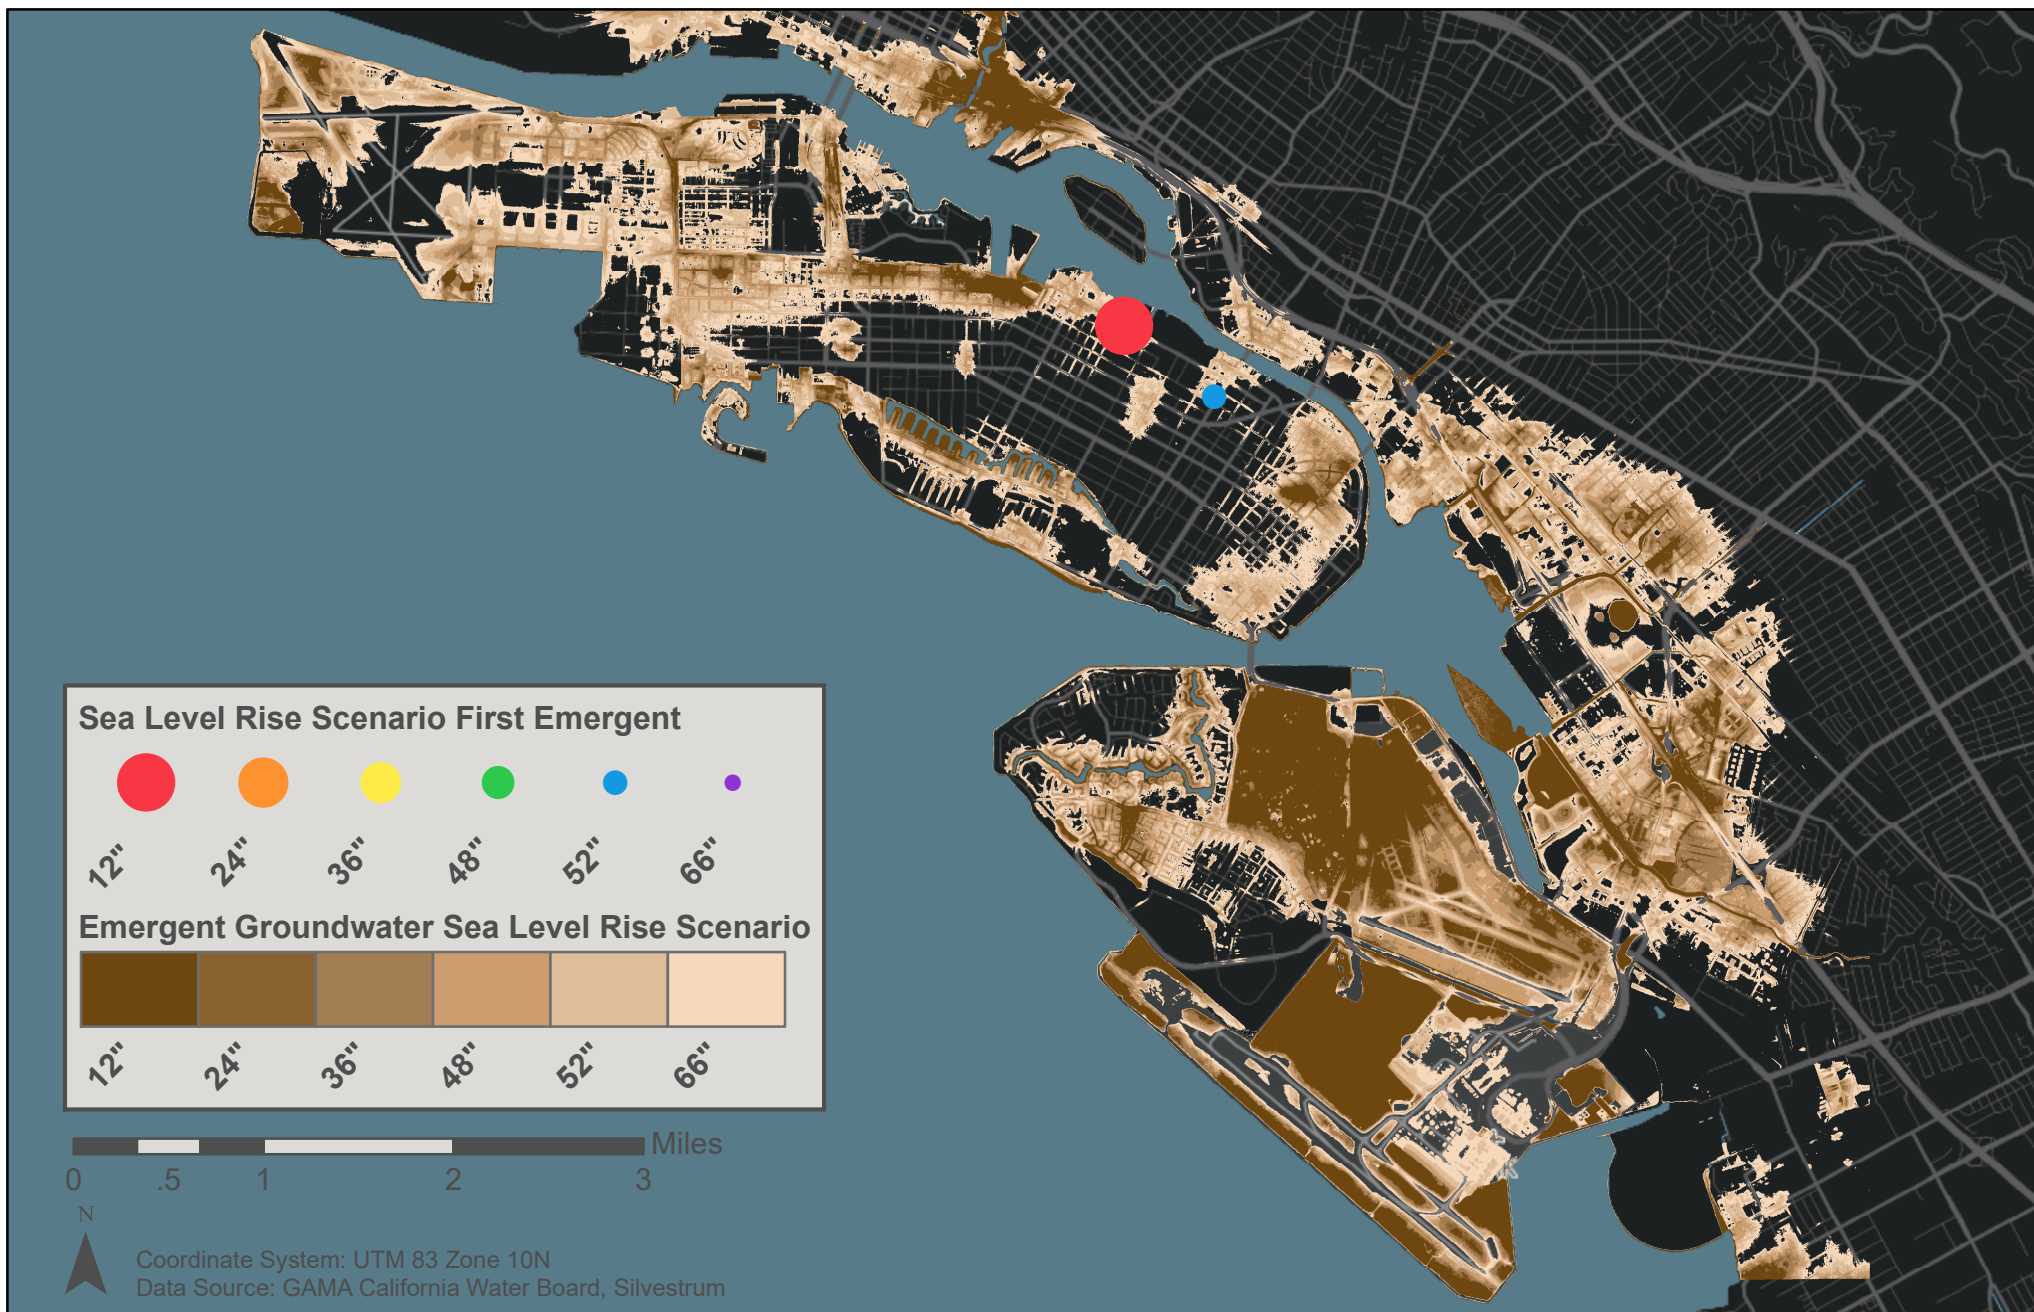 Sea Level Rise Scenario First Emergent
12" 24" 36" 48" 52" 66"
Emergent Groundwater Sea Level Rise Scenario
12" 24" 36" 48" 52" 66"
Miles
0 .5 1 2 3
N
Coordinate System: UTM 83 Zone 10N
Data Source: GAMA California Water Board, Silvestrum